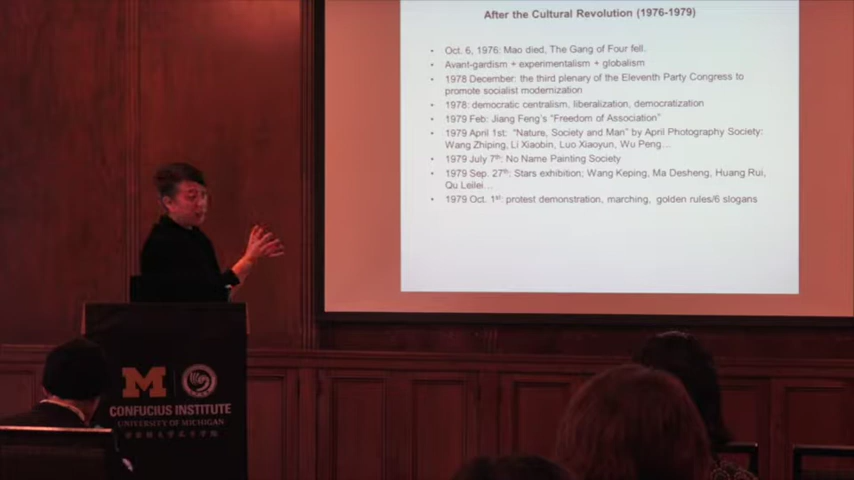 After the Cultural Revolution (1976-1979)
• Oct. 6, 1976: Mao died, The Gang of Four fell.
• Avant-gardism + experimentalism + globalism
• 1978 December: the third plenary of the Eleventh Party Congress to
promote socialist modernization
• 1978: democratic centralism, liberalization, democratization
• 1979 Feb: Jiang Feng's "Freedom of Association"
• 1979 April 1st: "Nature, Society and Man" by April Photography Society:
Wang Zhiping, Li Xiaobin, Luo Xiaoyun, Wu Peng…
• 1979 July 7th: No Name Painting Society
• 1979 Sep. 27th: Stars exhibition; Wang Keping, Ma Desheng, Huang Rui,
Qu Leilei…
• 1979 Oct. 1st: protest demonstration, marching, golden rules/6 slogans
M
CONFUCIUS INSTITUTE
UNIVERSITY OF MICHIGAN